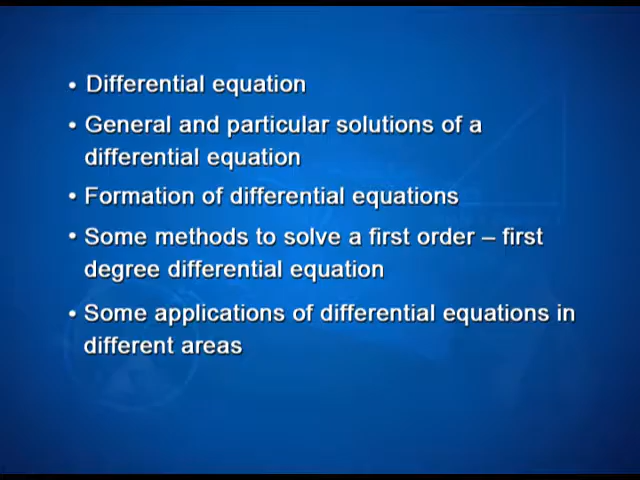 • Differential equation
• General and particular solutions of a
differential equation
• Formation of differential equations
• Some methods to solve a first order – first
degree differential equation
• Some applications of differential equations in
different areas